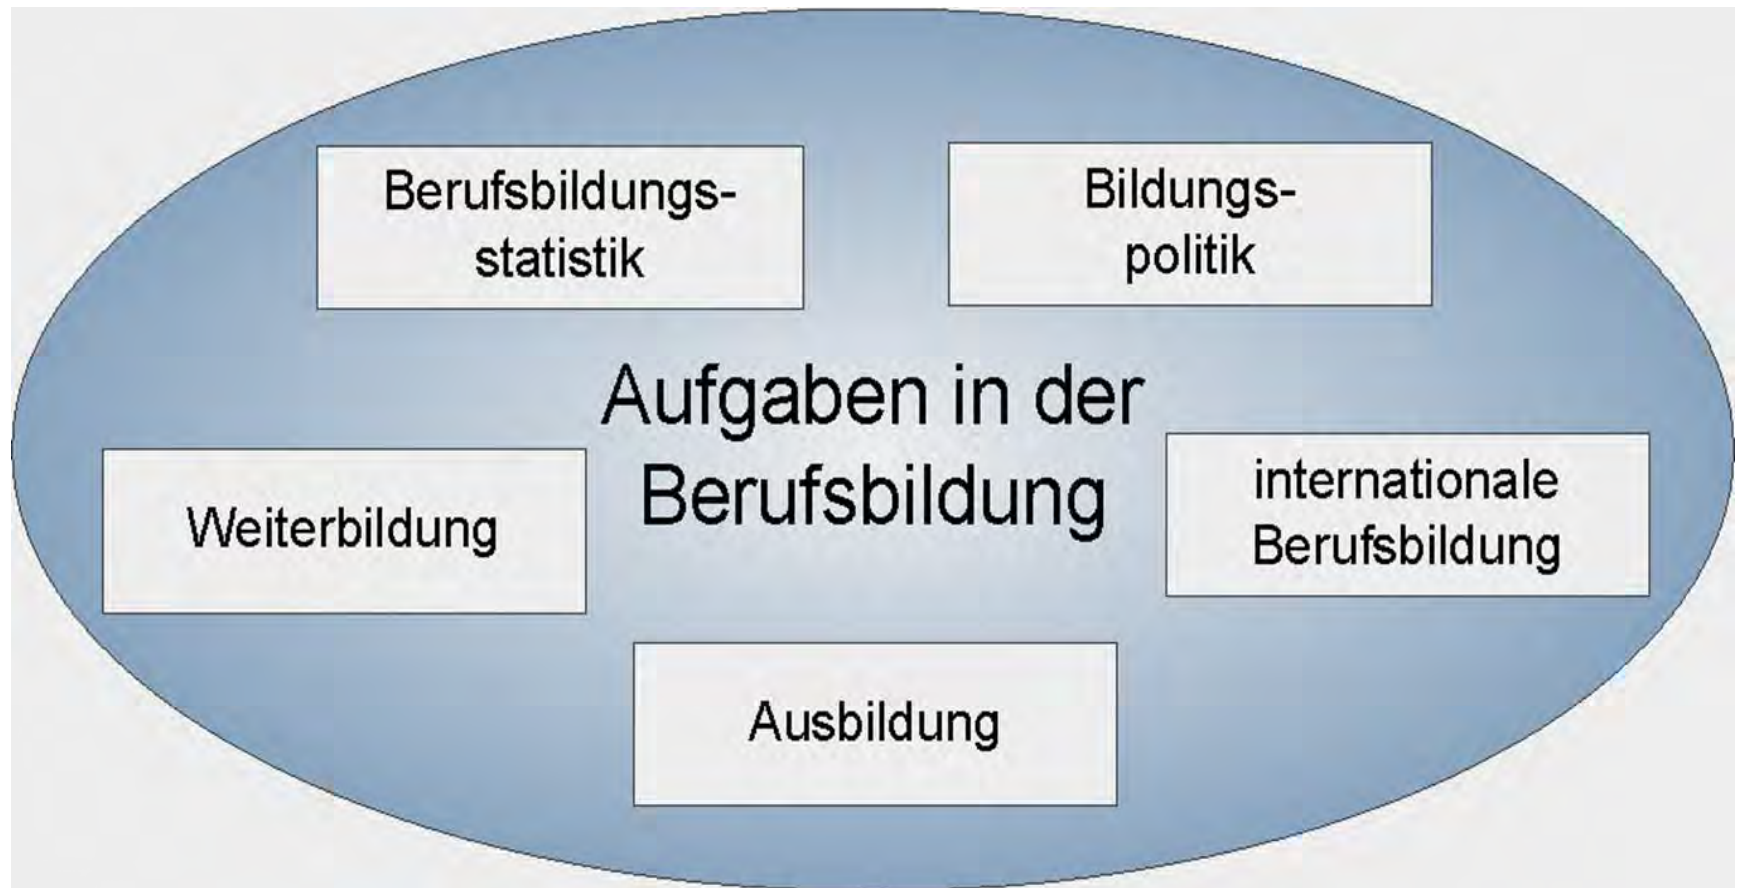 Berufsbildungs-
statistik
Bildungs-
politik
Aufgaben in der
Berufsbildung
Weiterbildung
internationale
Berufsbildung
Ausbildung